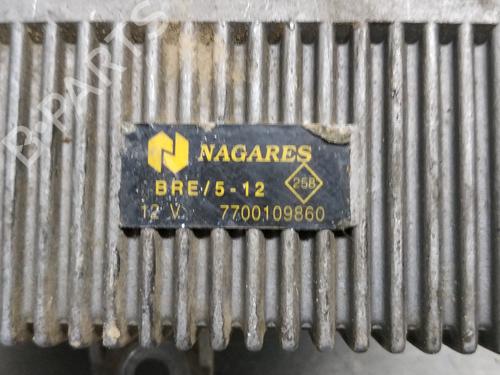 B-PARTS
NAGARES
BRE/5-12 258
12 V. 7700109860